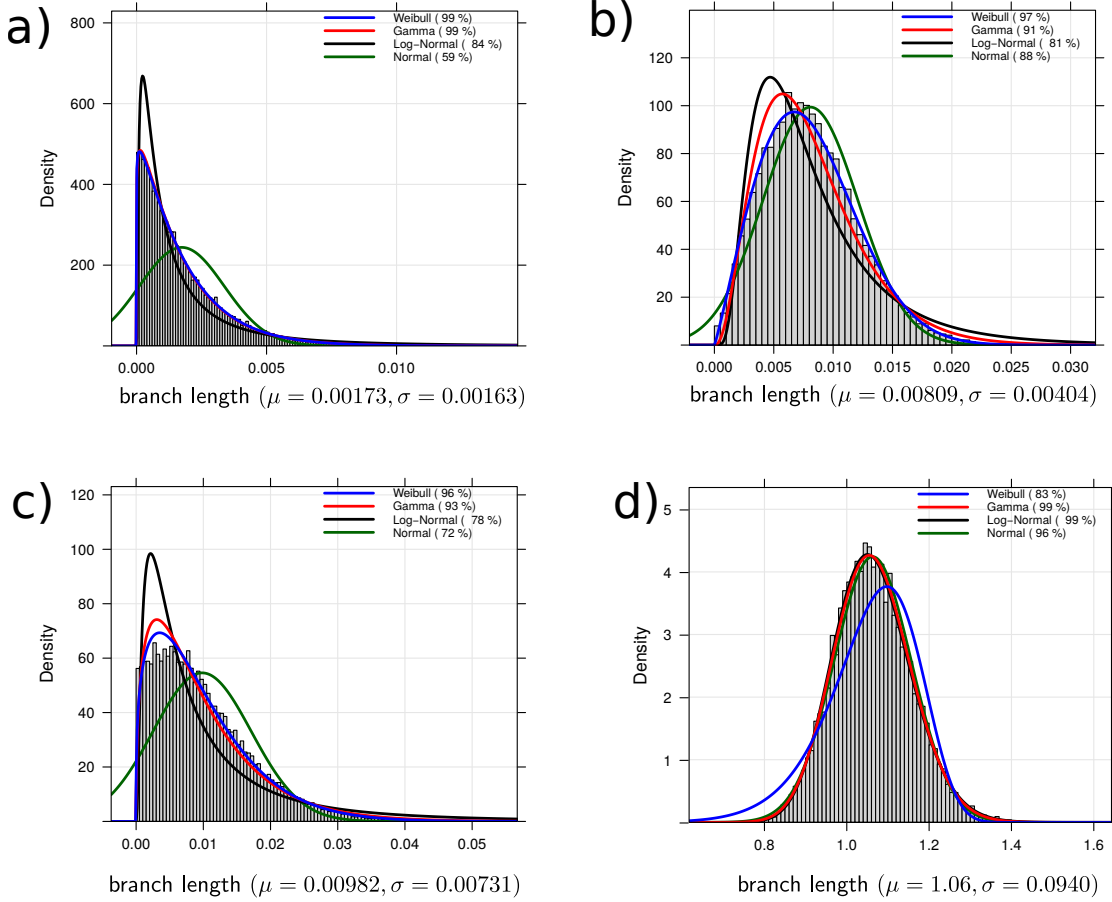 a)
Weibull ( 99 %)
Gamma ( 99 %)
Log−Normal ( 84 %)
Normal ( 59 %)
Density
800
600
400
200
0.000 0.005 0.010
branch length (μ = 0.00173, σ = 0.00163)
b)
Weibull ( 97 %)
Gamma ( 91 %)
Log−Normal ( 81 %)
Normal ( 88 %)
Density
120
100
80
60
40
20
0.000 0.005 0.010 0.015 0.020 0.025 0.030
branch length (μ = 0.00809, σ = 0.00404)
c)
Weibull ( 96 %)
Gamma ( 93 %)
Log−Normal ( 78 %)
Normal ( 72 %)
Density
120
100
80
60
40
20
0.00 0.01 0.02 0.03 0.04 0.05
branch length (μ = 0.00982, σ = 0.00731)
d)
Weibull ( 83 %)
Gamma ( 99 %)
Log−Normal ( 99 %)
Normal ( 96 %)
Density
5
4
3
2
1
0.8 1.0 1.2 1.4 1.6
branch length (μ = 1.06, σ = 0.0940)